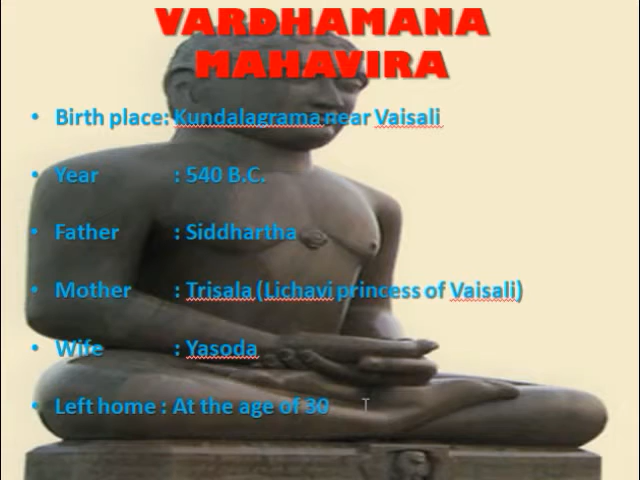 VARDHAMANA
MAHAVIRA
• Birth place: Kundalagrama near Vaisali
• Year : 540 B.C.
• Father : Siddhartha
• Mother : Trisala (Lichavi princess of Vaisali)
• Wife : Yasoda
• Left home : At the age of 30